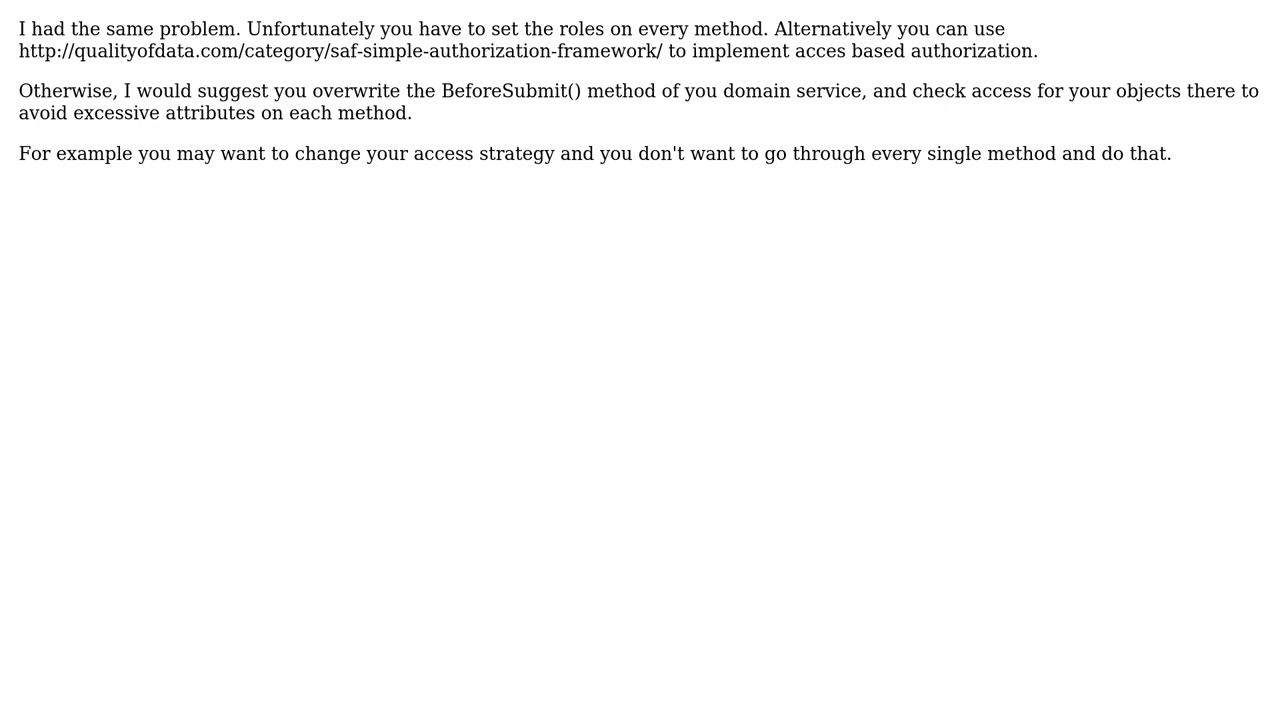 I had the same problem. Unfortunately you have to set the roles on every method. Alternatively you can use
http://qualityofdata.com/category/saf-simple-authorization-framework/ to implement acces based authorization.
Otherwise, I would suggest you overwrite the BeforeSubmit() method of you domain service, and check access for your objects there to
avoid excessive attributes on each method.
For example you may want to change your access strategy and you don't want to go through every single method and do that.